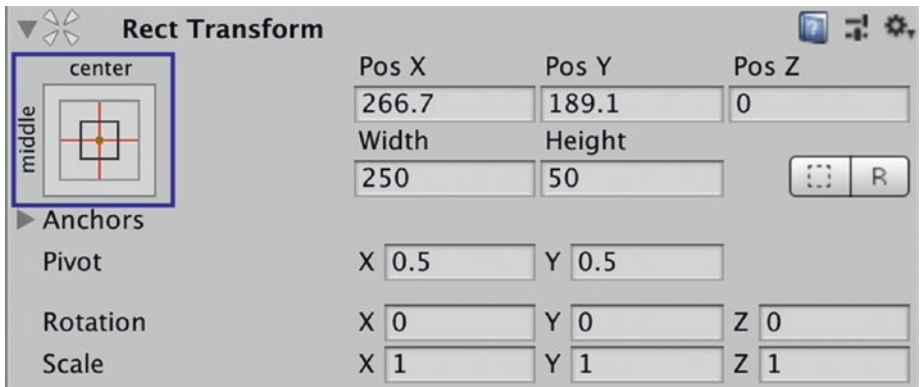 Rect Transform
center
middle
Pos X Pos Y Pos Z
266.7 189.1 0
Width Height
250 50
R
Anchors
Pivot X 0.5 Y 0.5
Rotation X 0 Y 0 Z 0
Scale X 1 Y 1 Z 1